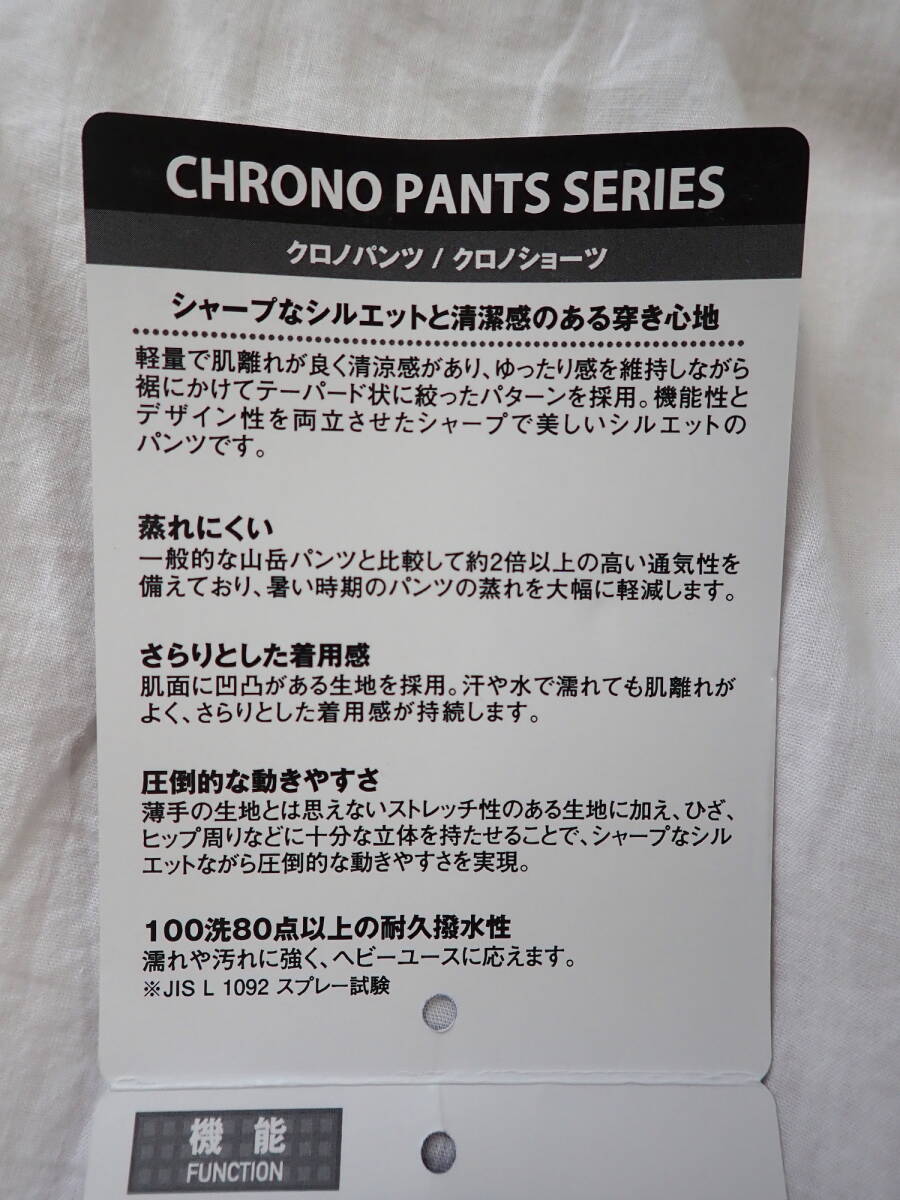 CHRONO PANTS SERIES
クロノパンツ / クロノショーツ
シャープなシルエットと清潔感のある穿き心地
軽量で肌離れが良く清涼感があり、ゆったり感を維持しながら
裾にかけてテーパード状に絞ったパターンを採用。機能性と
デザイン性を両立させたシャープで美しいシルエットの
パンツです。
蒸れにくい
一般的な山岳パンツと比較して約2倍以上の高い通気性を
備えており、暑い時期のパンツの蒸れを大幅に軽減します。
さらりとした着用感
肌面に凹凸がある生地を採用。汗や水で濡れても肌離れが
よく、さらりとした着用感が持続します。
圧倒的な動きやすさ
薄手の生地とは思えないストレッチ性のある生地に加え、ひざ、
ヒップ周りなどに十分な立体を持たせることで、シャープなシル
エットながら圧倒的な動きやすさを実現。
100洗80点以上の耐久撥水性
濡れや汚れに強く、ヘビーユースに応えます。
※JIS L 1092 スプレー試験
機能
FUNCTION